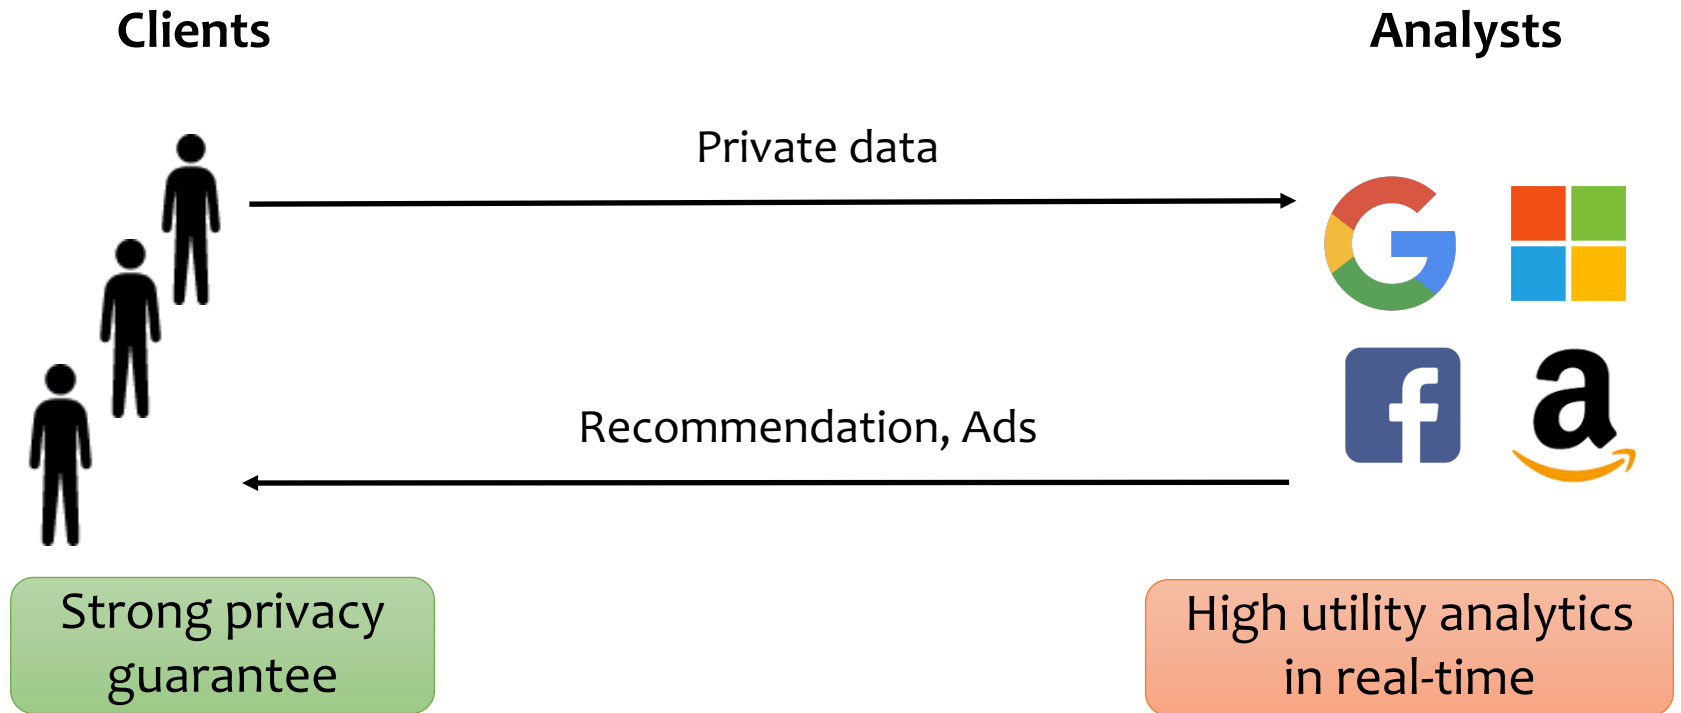 Clients
Analysts
Private data
Recommendation, Ads
Strong privacy
guarantee
High utility analytics
in real-time